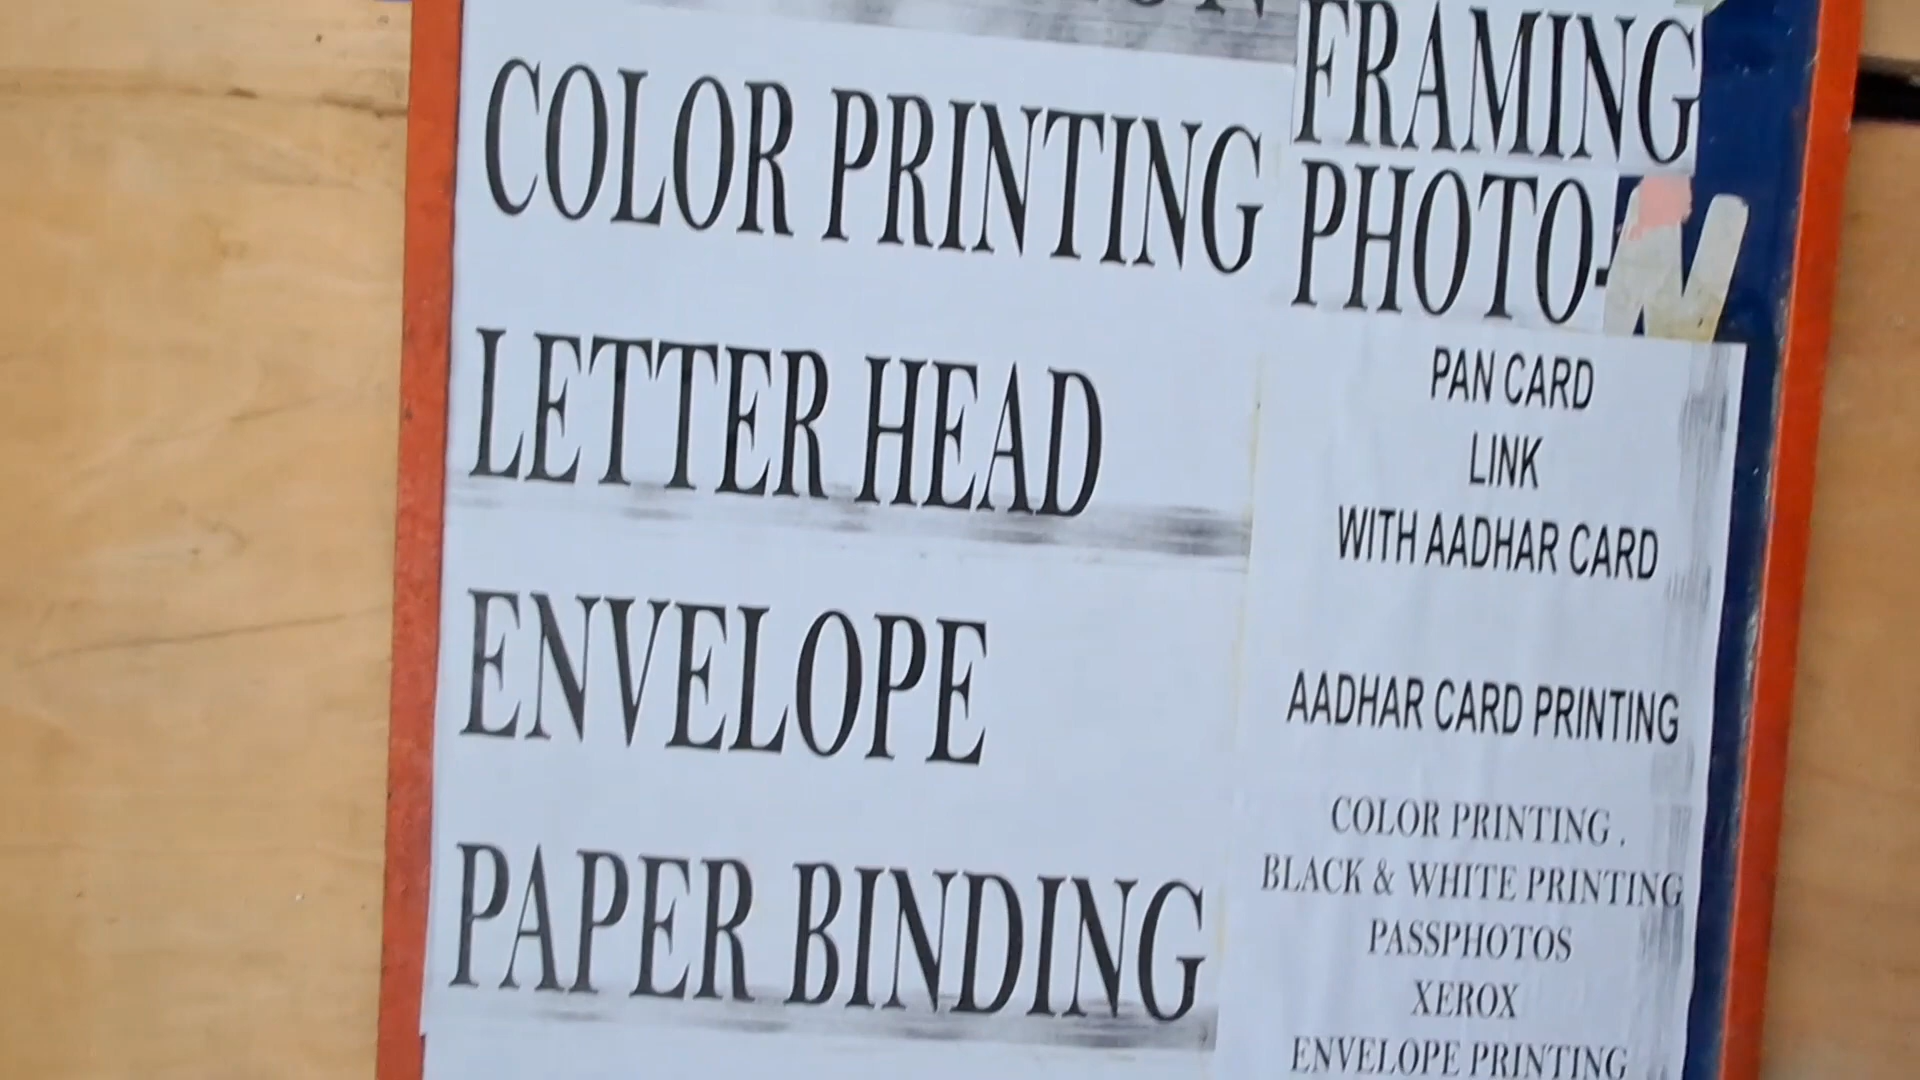 COLOR PRINTING
LETTER HEAD
ENVELOPE
PAPER BINDING
FRAMING
PHOTO-
PAN CARD
LINK
WITH AADHAR CARD
AADHAR CARD PRINTING
COLOR PRINTING .
BLACK & WHITE PRINTING
PASSPHOTOS
XEROX
ENVELOPE PRINTING